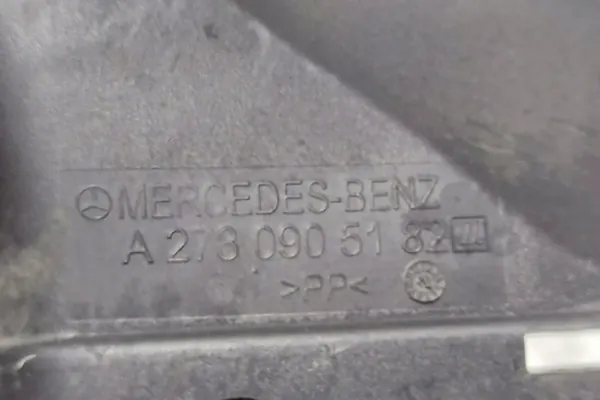 MERCEDES-BENZ
A 273 090 51 82
>PP<